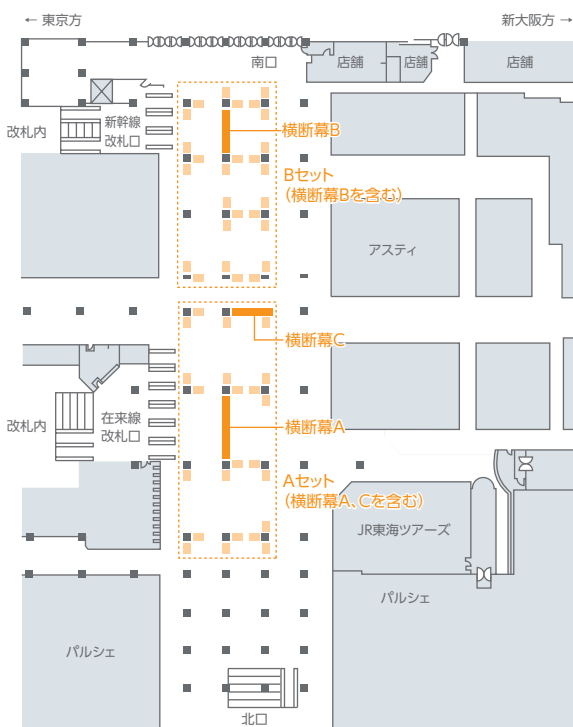 ← 東京方
新大阪方 →
南口
店舗
店舗
店舗
改札内
新幹線
改札口
横断幕B
Bセット
(横断幕Bを含む)
アスティ
横断幕C
改札内
在来線
改札口
横断幕A
Aセット
(横断幕A、Cを含む)
JR東海ツアーズ
パルシェ
パルシェ
北口